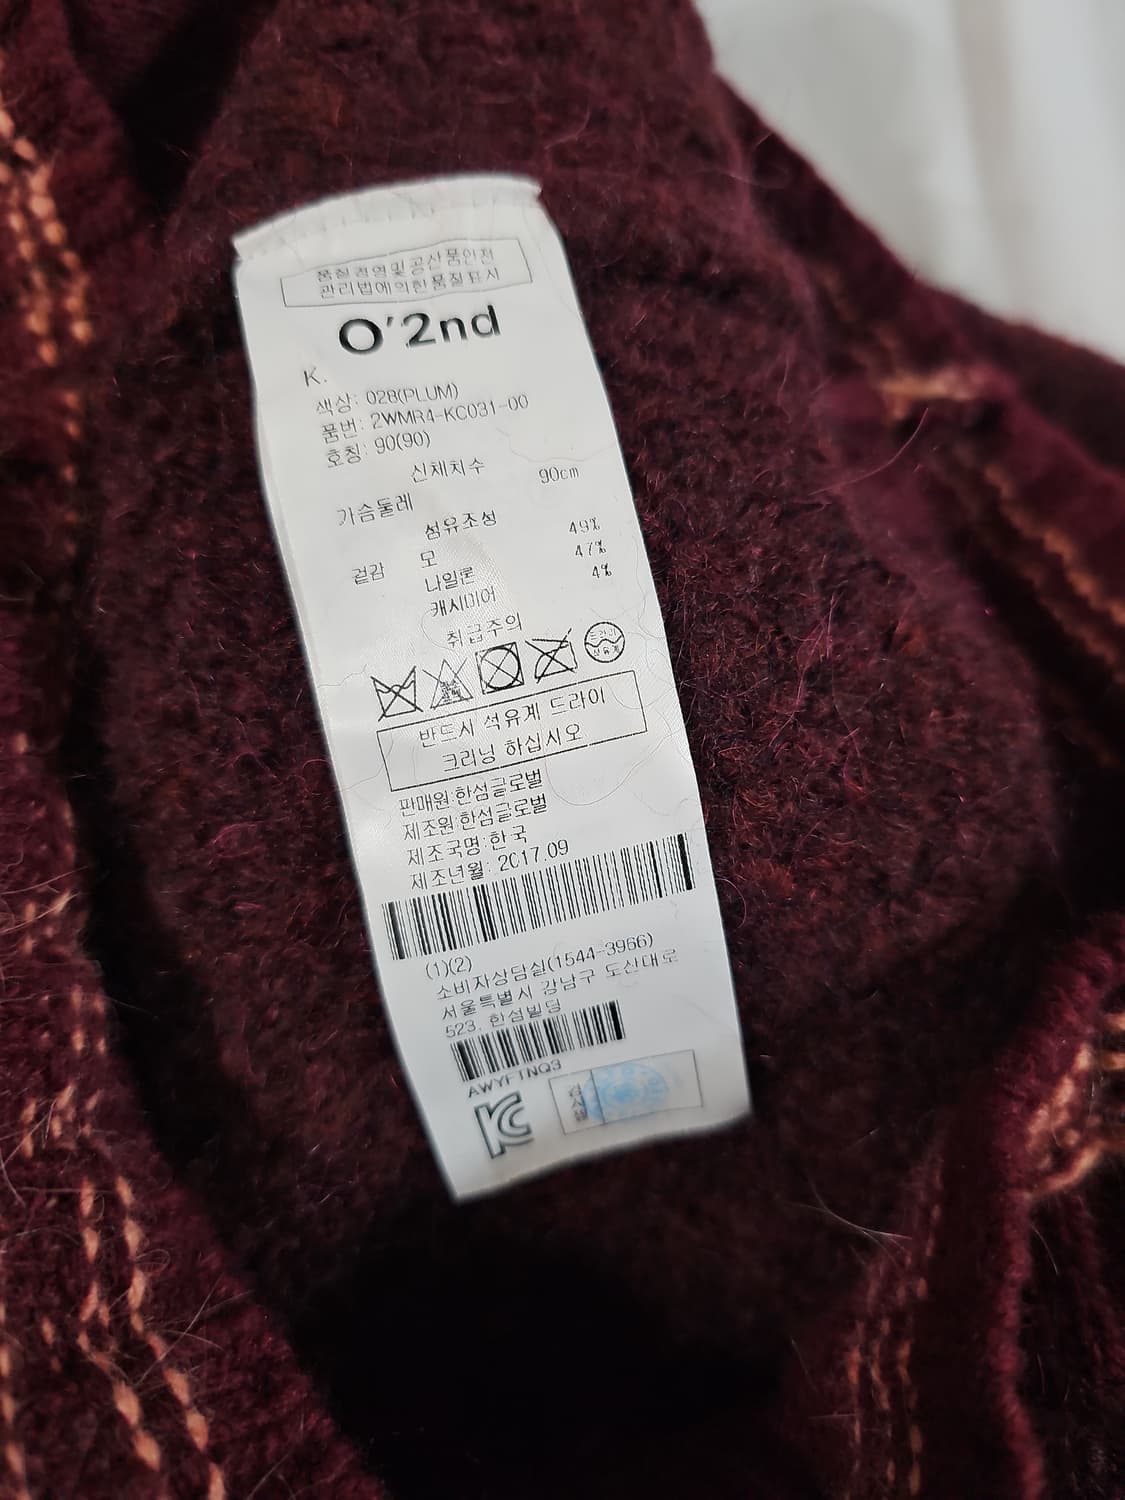 품질경영및공산품안전
관리법에의한품질표시
O'2nd
K.
색상: 028(PLUM)
품번: 2WMR4-KC031-00
호칭: 90(90)
신체치수
가슴둘레 90cm
섬유조성
겉감 모 49%
나일론 47%
캐시미어 4%
취급주의
드라이
석유계
반드시 석유계 드라이
크리닝 하십시오
판매원:한섬글로벌
제조원:한섬글로벌
제조국명:한국
제조년월: 2017.09
(1)(2)
소비자상담실(1544-3966)
서울특별시 강남구 도산대로
523. 한섬빌딩
AWYFTNQ3
KC